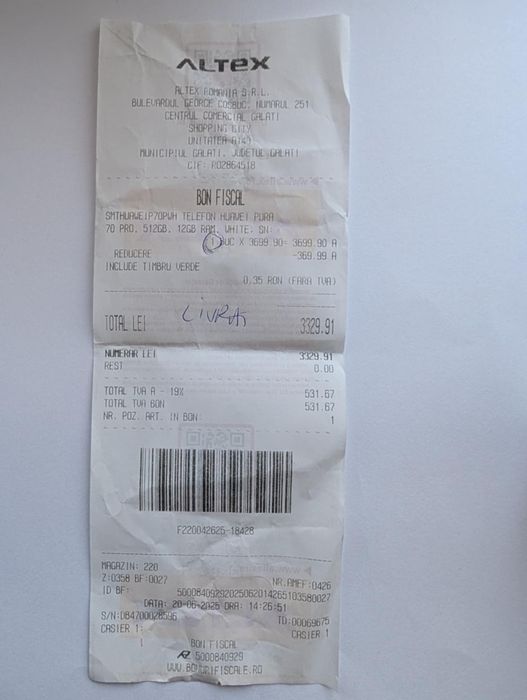 ALTEX
ALTEX ROMANIA S.R.L.
BULEVARDUL GEORGE COSBUC, NUMARUL 251
CENTRUL COMERCIAL GALATI
SHOPPING CITY
UNITATEA
MUNICIPIUL GALATI, JUDETUL GALATI
CIF: RO2864518
BON FISCAL
SMTHUAWEIP70PWH TELEFON HUAWEI PURA
70 PRO, 512GB, 12GB RAM, WHITE, SN:
1 BUC X 3699.90= 3699.90 A
REDUCERE -369.99 A
INCLUDE TIMBRU VERDE
0.35 RON (FARA TVA)
LIVRAT
TOTAL LEI 3329.91
NUMERAR LEI 3329.91
REST 0.00
TOTAL TVA A - 19% 531.67
TOTAL TVA BON 531.67
NR. POZ. ART. IN BON: 1
F220042625-18428
MAGAZIN: 220
Z:0358 BF:0027 NR.AMEF:0426
ID BF: 50008409292025062014265103580027
DATA: 20-06-2025 ORA: 14:26:51
S/N:DB4700028596 TD:00069675
CASIER 1: CASIER 1
1
BON FISCAL
5000840929
WWW.BONURIFISCALE.RO